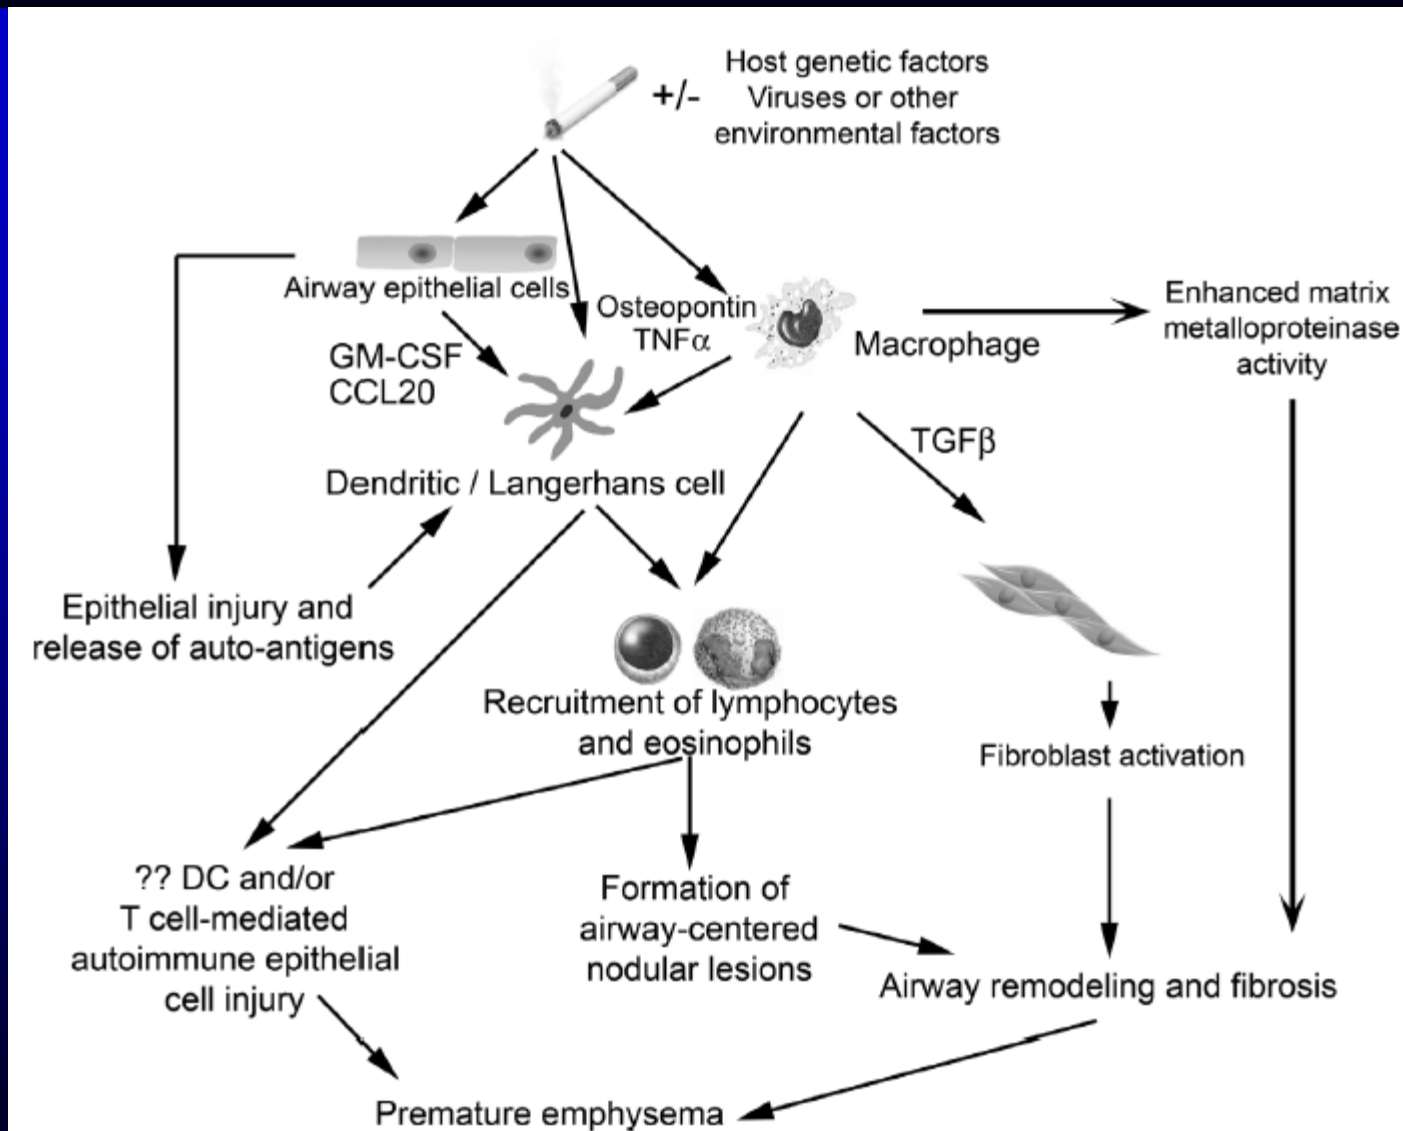 +/-
Host genetic factors
Viruses or other
environmental factors
Airway epithelial cells
Osteopontin
TNFα
Macrophage
Enhanced matrix
metalloproteinase
activity
GM-CSF
CCL20
TGFβ
Dendritic / Langerhans cell
Epithelial injury and
release of auto-antigens
Recruitment of lymphocytes
and eosinophils
Fibroblast activation
?? DC and/or
T cell-mediated
autoimmune epithelial
cell injury
Formation of
airway-centered
nodular lesions
Airway remodeling and fibrosis
Premature emphysema